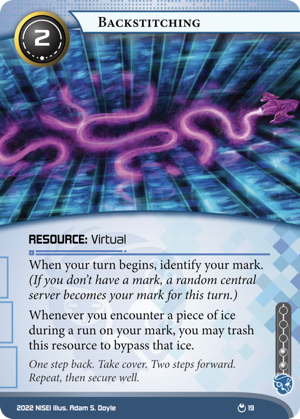 Backstitching
2
RESOURCE: Virtual
When your turn begins, identify your mark.
(If you don't have a mark, a random central
server becomes your mark for this turn.)
Whenever you encounter a piece of ice
during a run on your mark, you may trash
this resource to bypass that ice.
One step back. Take cover. Two steps forward.
Repeat, then secure well.
2022 NISEI Illus. Adam S. Doyle
19